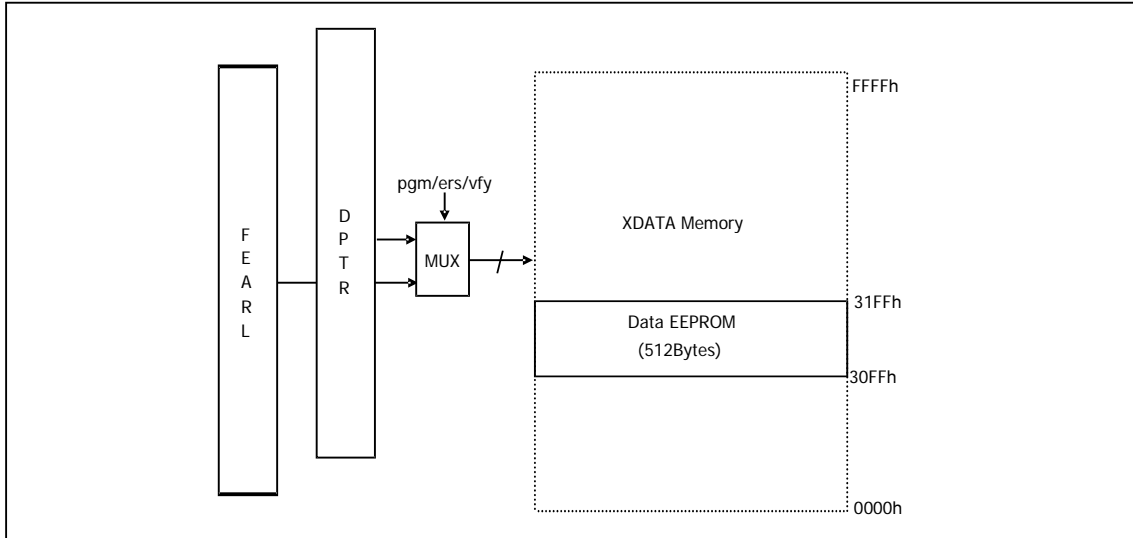 F
E
A
R
L
D
P
T
R
pgm/ers/vfy
MUX
FFFFh
XDATA Memory
31FFh
Data EEPROM
(512Bytes)
30FFh
0000h